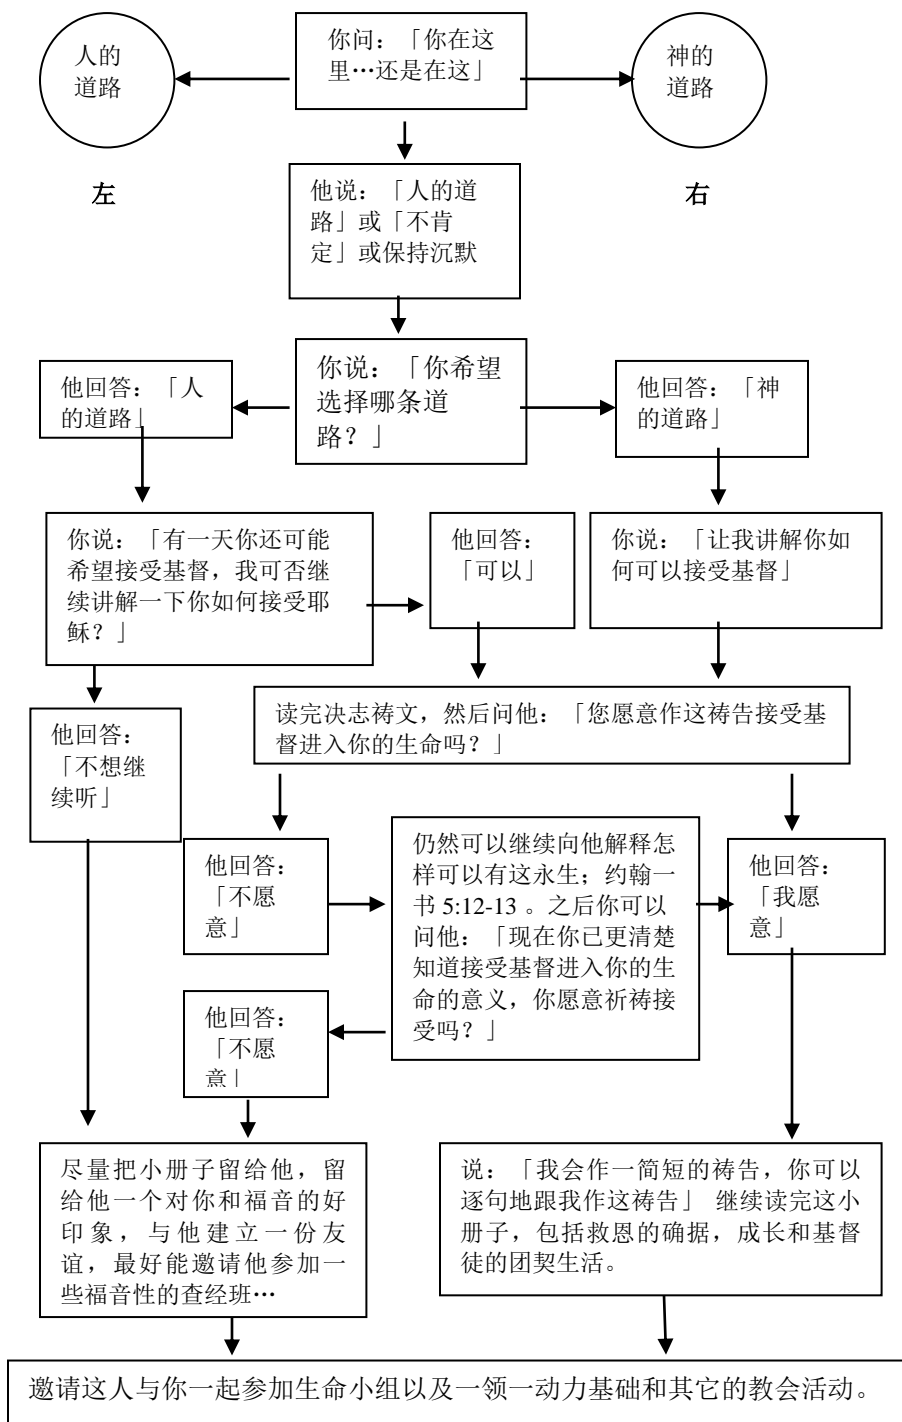 人的
道路
你问：「你在这
里…还是在这」
神的
道路
左
右
他说：「人的道
路」或「不肯
定」或保持沉默
他回答：「人
的道路」
你说：「你希望
选择哪条道
路？」
他回答：「神
的道路」
你说：「有一天你还可能
希望接受基督，我可否继
续讲解一下你如何接受耶
稣？」
他回答：
「可以」
你说：「让我讲解你如
何可以接受基督」
他回答：
「不想继
续听」
读完决志祷文，然后问他：「您愿意作这祷告接受基
督进入你的生命吗？」
他回答：
「不愿
意」
仍然可以继续向他解释怎
样可以有这永生；约翰一
书 5:12-13 。之后你可以
问他：「现在你已更清楚
知道接受基督进入你的生
命的意义，你愿意祈祷接
受吗？」
他回答：
「我愿
意」
他回答：
「不愿
意」
尽量把小册子留给他，留
给他一个对你和福音的好
印象，与他建立一份友
谊，最好能邀请他参加一
些福音性的查经班…
说：「我会作一简短的祷告，你可以
逐句地跟我作这祷告」 继续读完这小
册子，包括救恩的确据，成长和基督
徒的团契生活。
邀请这人与你一起参加生命小组以及一领一动力基础和其它的教会活动。